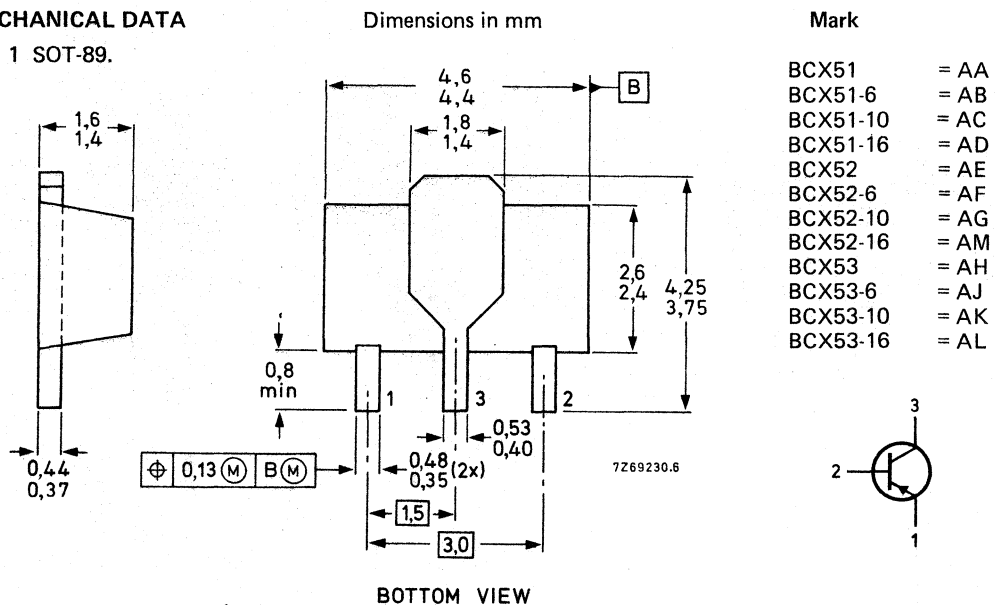 CHANICAL DATA
Dimensions in mm
Mark
1 SOT-89.
BCX51 = AA
BCX51-6 = AB
BCX51-10 = AC
BCX51-16 = AD
BCX52 = AE
BCX52-6 = AF
BCX52-10 = AG
BCX52-16 = AM
BCX53 = AH
BCX53-6 = AJ
BCX53-10 = AK
BCX53-16 = AL
4,6
4,4
B
1,6
1,4
1,8
1,4
2,6
2,4
4,25
3,75
0,8
min
1
3
2
0,53
0,40
0,44
0,37
0,13 M B M
0,48
0,35 (2x)
7Z69230.6
1,5
3,0
3
2
1
BOTTOM VIEW